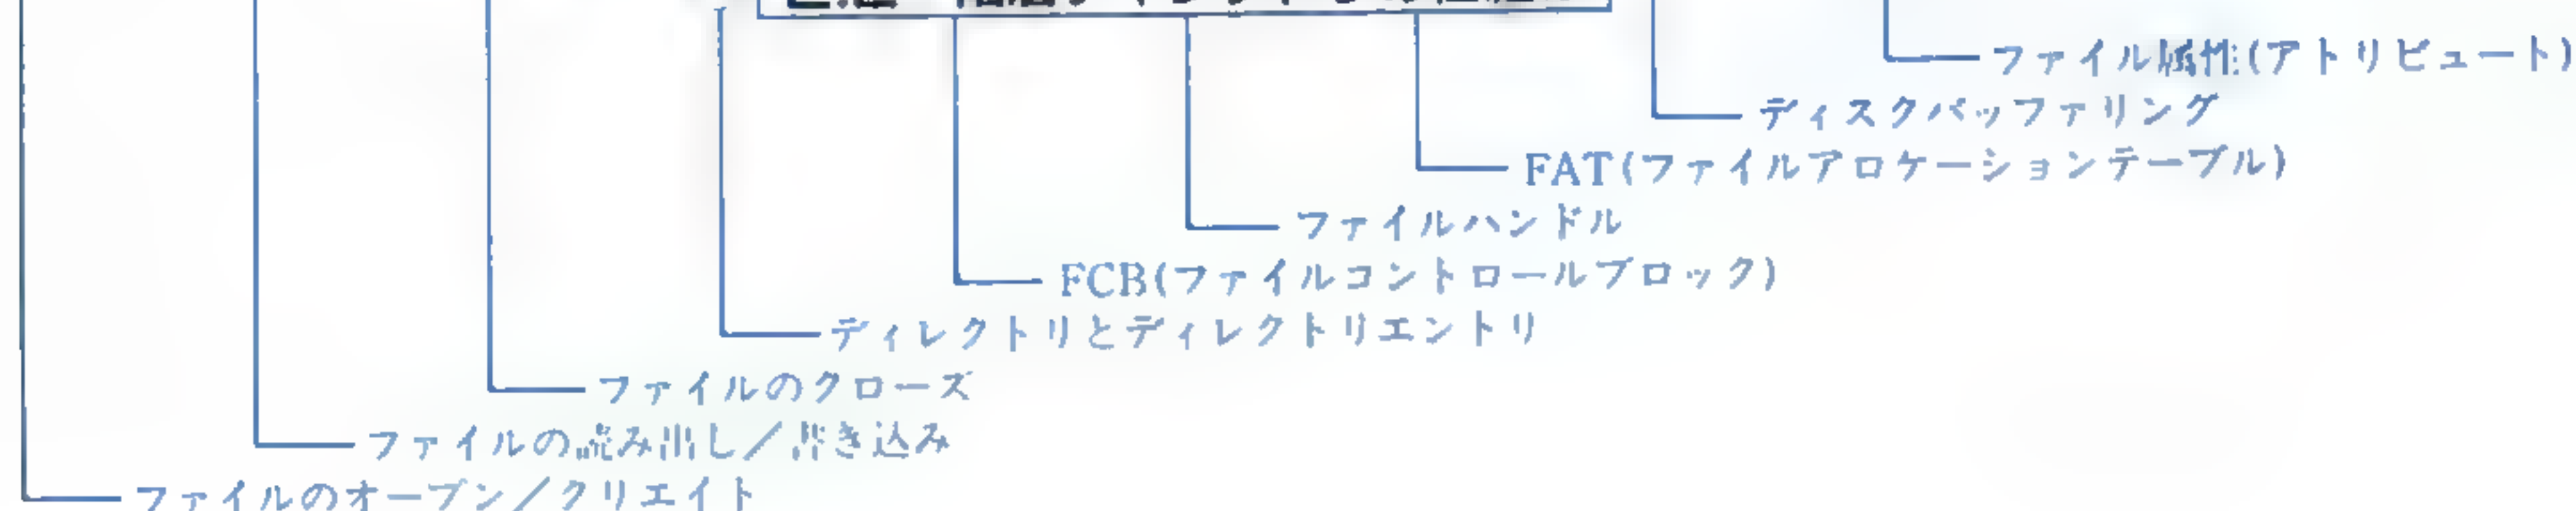 ファイル属性(アトリビュート)
ディスクバッファリング
FAT(ファイルアロケーションテーブル)
ファイルハンドル
FCB(ファイルコントロールブロック)
ディレクトリとディレクトリエントリ
ファイルのクローズ
ファイルの読み出し／書き込み
ファイルのオープン／クリエイト